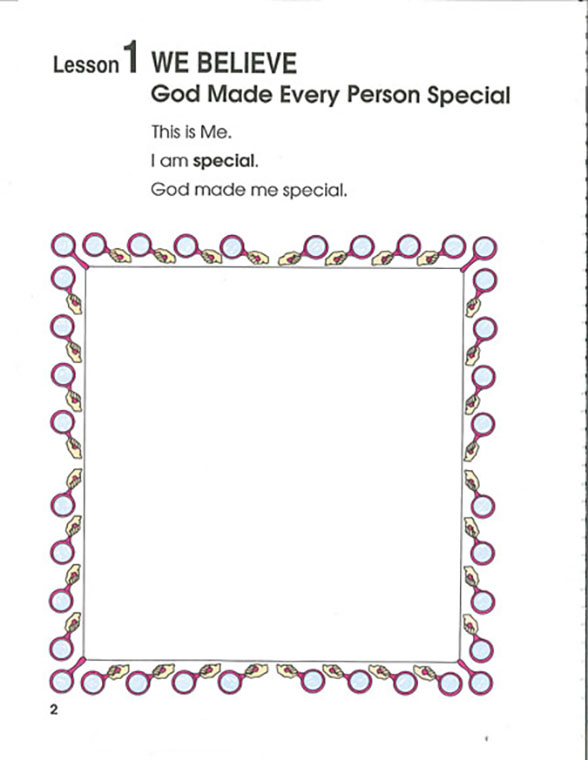 Lesson 1 WE BELIEVE
God Made Every Person Special
This is Me.
I am special.
God made me special.
2